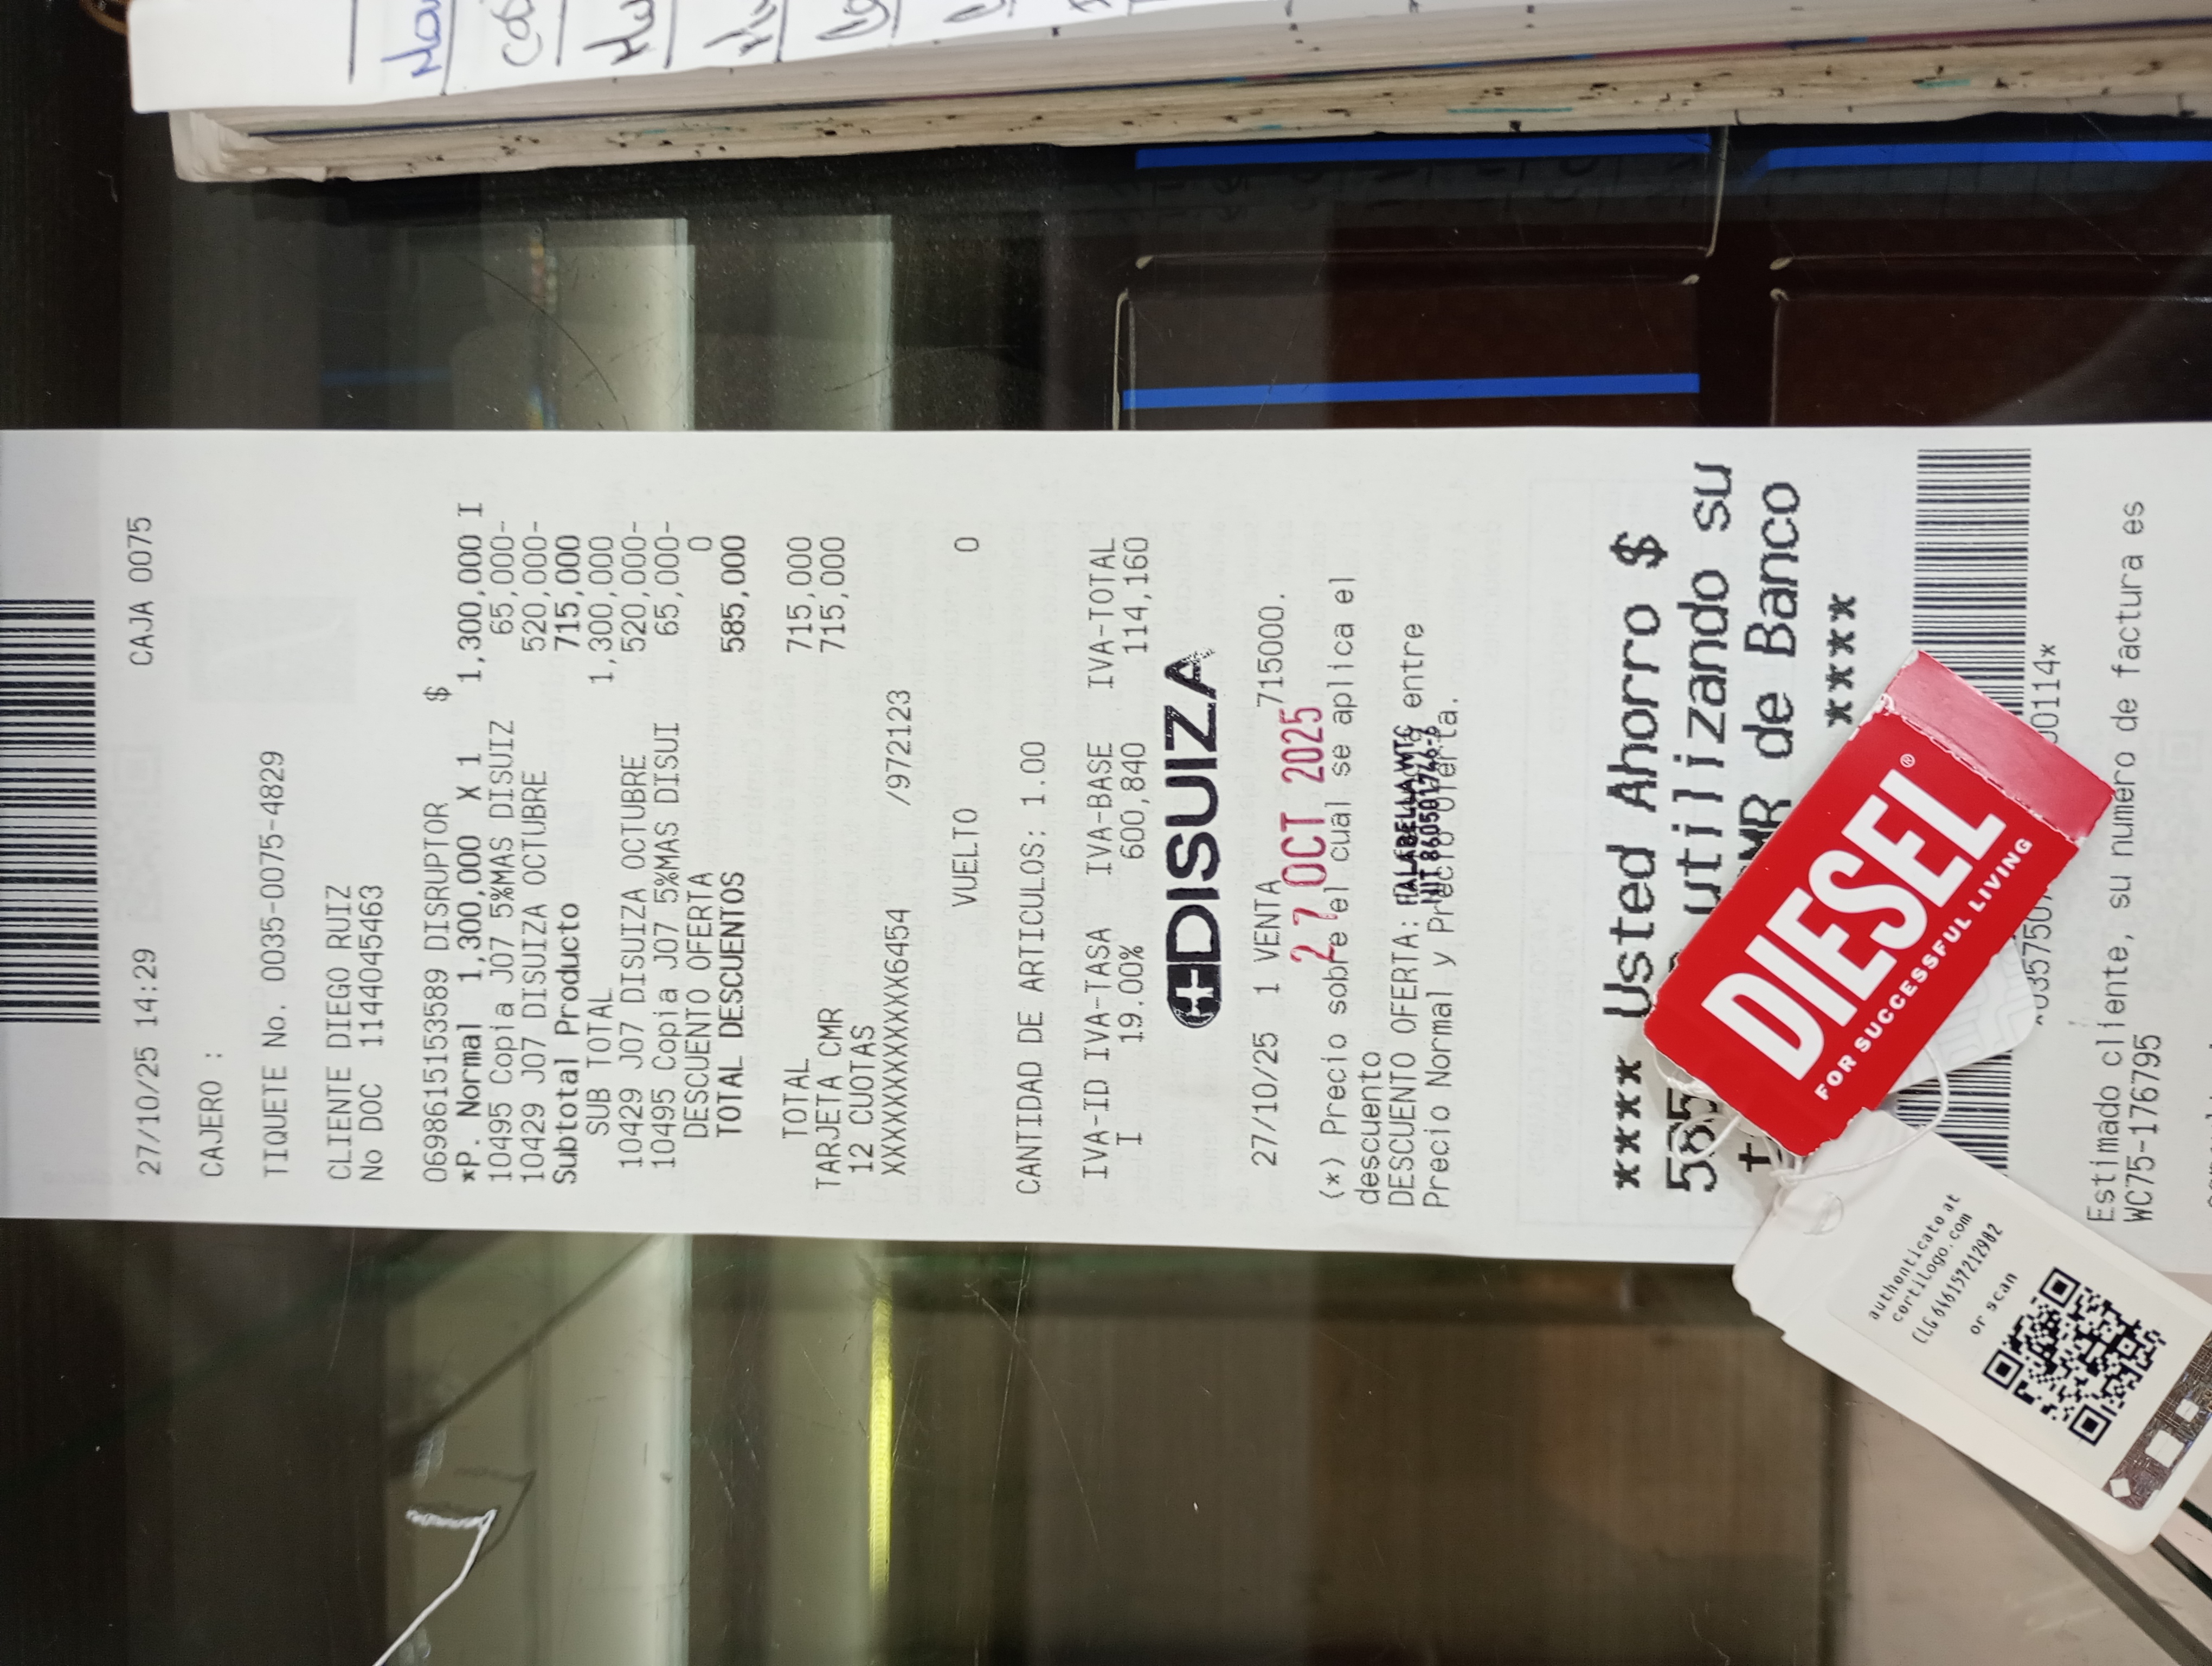 27/10/25 14:29 CAJA 0075
CAJERO :
TIQUETE No. 0035-0075-4829
CLIENTE DIEGO RUIZ
No DOC 1144045463
$
0698615153589 DISRUPTOR
*P. Normal 1,300,000 X 1 1,300,000 I
10495 Copia J07 5%MAS DISUIZ 65,000-
10429 J07 DISUIZA OCTUBRE 520,000-
Subtotal Producto 715,000
SUB TOTAL 1,300,000
10429 J07 DISUIZA OCTUBRE 520,000-
10495 Copia J07 5%MAS DISUI 65,000-
DESCUENTO OFERTA 0
TOTAL DESCUENTOS 585,000
TOTAL 715,000
TARJETA CMR 715,000
12 CUOTAS
XXXXXXXXXXXX6454 /972123
VUELTO 0
CANTIDAD DE ARTICULOS: 1.00
IVA-ID IVA-TASA IVA-BASE IVA-TOTAL
I 19.00% 600,840 114,160
DISUIZA
27/10/25 1 VENTA 715000.
27 OCT 2025
(*) Precio sobre el cual se aplica el
descuento
DESCUENTO OFERTA: entre
FALABELLA WTC
Precio Normal y Precio Oferta.
**** Usted Ahorro $
utilizando su
de Banco
****
Estimado cliente, su numero de factura es
WC75-176795
DIESEL®
FOR SUCCESSFUL LIVING
authenticate at
certilogo.com
CLG 646157212902
or scan